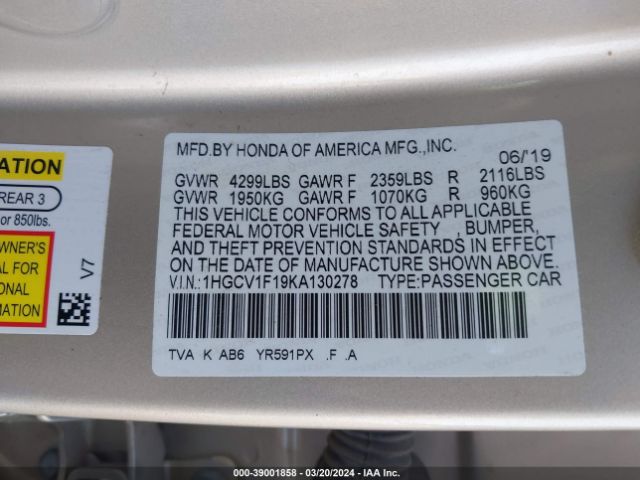 MFD.BY HONDA OF AMERICA MFG.,INC.
06/'19
GVWR 4299LBS GAWR F 2359LBS R 2116LBS
GVWR 1950KG GAWR F 1070KG R 960KG
THIS VEHICLE CONFORMS TO ALL APPLICABLE
FEDERAL MOTOR VEHICLE SAFETY , BUMPER,
AND THEFT PREVENTION STANDARDS IN EFFECT
ON THE DATE OF MANUFACTURE SHOWN ABOVE.
V.I.N.: 1HGCV1F19KA130278 TYPE:PASSENGER CAR
TVA K AB6 YR591PX .F .A
ATION
REAR 3
or 850lbs.
WNER'S
AL FOR
ONAL
ATION
V7
000-39001858 - 03/20/2024 - IAA Inc.